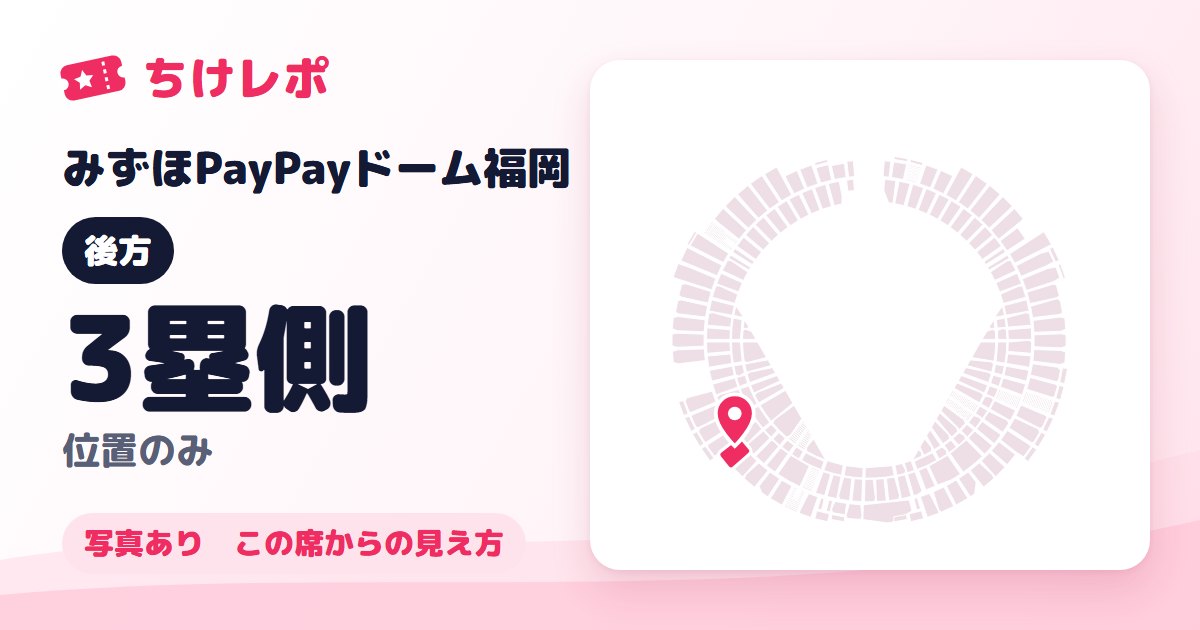 ちけレポ
みずほPayPayドーム福岡
後方
3塁側
位置のみ
写真あり　この席からの見え方